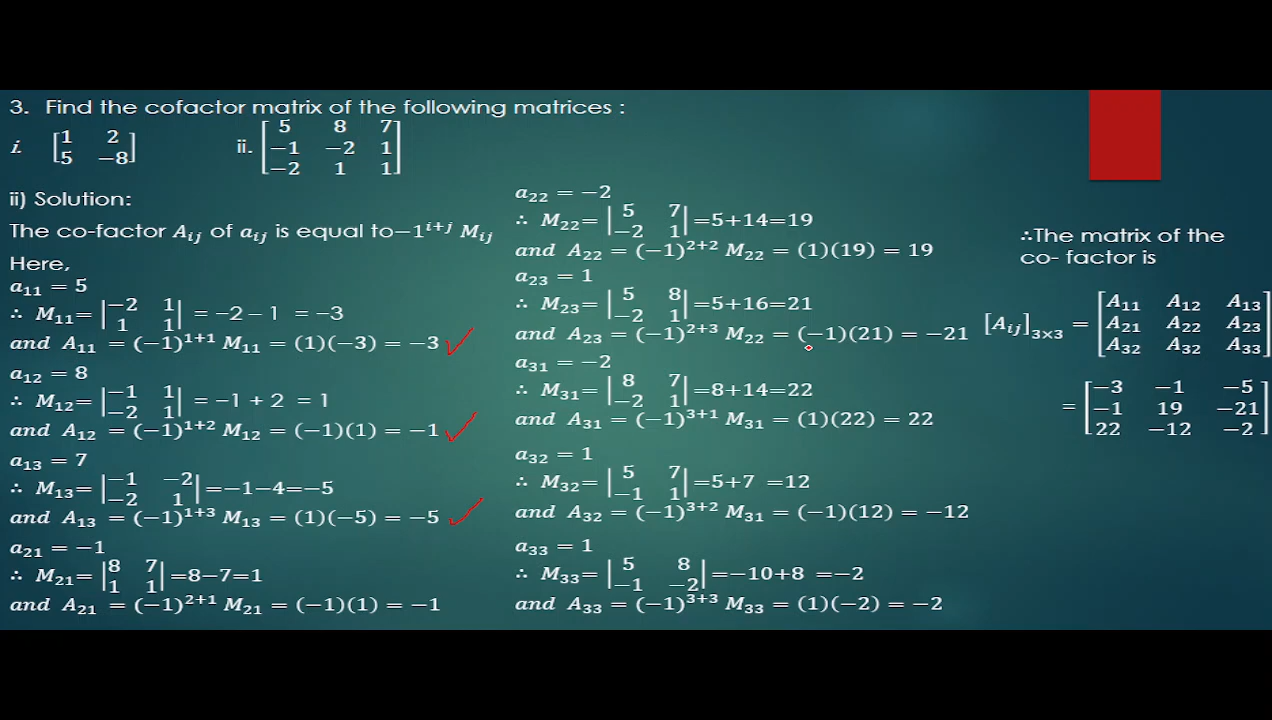 3. Find the cofactor matrix of the following matrices :
i. [1 2
5 −8] ii. [5 8 7
−1 −2 1
−2 1 1]
ii) Solution:
The co-factor Aᵢⱼ of aᵢⱼ is equal to−1ⁱ⁺ʲ Mᵢⱼ
Here,
a₁₁ = 5
∴ M₁₁= |−2 1
1 1| = −2 − 1 = −3
and A₁₁ = (−1)¹⁺¹ M₁₁ = (1)(−3) = −3
a₁₂ = 8
∴ M₁₂= |−1 1
−2 1| = −1 + 2 = 1
and A₁₂ = (−1)¹⁺² M₁₂ = (−1)(1) = −1
a₁₃ = 7
∴ M₁₃= |−1 −2
−2 1| =−1−4=−5
and A₁₃ = (−1)¹⁺³ M₁₃ = (1)(−5) = −5
a₂₁ = −1
∴ M₂₁= |8 7
1 1| =8−7=1
and A₂₁ = (−1)²⁺¹ M₂₁ = (−1)(1) = −1
a₂₂ = −2
∴ M₂₂= |5 7
−2 1| =5+14=19
and A₂₂ = (−1)²⁺² M₂₂ = (1)(19) = 19
a₂₃ = 1
∴ M₂₃= |5 8
−2 1| =5+16=21
and A₂₃ = (−1)²⁺³ M₂₂ = (−1)(21) = −21
a₃₁ = −2
∴ M₃₁= |8 7
−2 1| =8+14=22
and A₃₁ = (−1)³⁺¹ M₃₁ = (1)(22) = 22
a₃₂ = 1
∴ M₃₂= |5 7
−1 1| =5+7 =12
and A₃₂ = (−1)³⁺² M₃₁ = (−1)(12) = −12
a₃₃ = 1
∴ M₃₃= |5 8
−1 −2| =−10+8 =−2
and A₃₃ = (−1)³⁺³ M₃₃ = (1)(−2) = −2
∴The matrix of the
co- factor is
[Aᵢⱼ]₃ₓ₃ = [A₁₁ A₁₂ A₁₃
A₂₁ A₂₂ A₂₃
A₃₂ A₃₂ A₃₃]
= [−3 −1 −5
−1 19 −21
22 −12 −2]